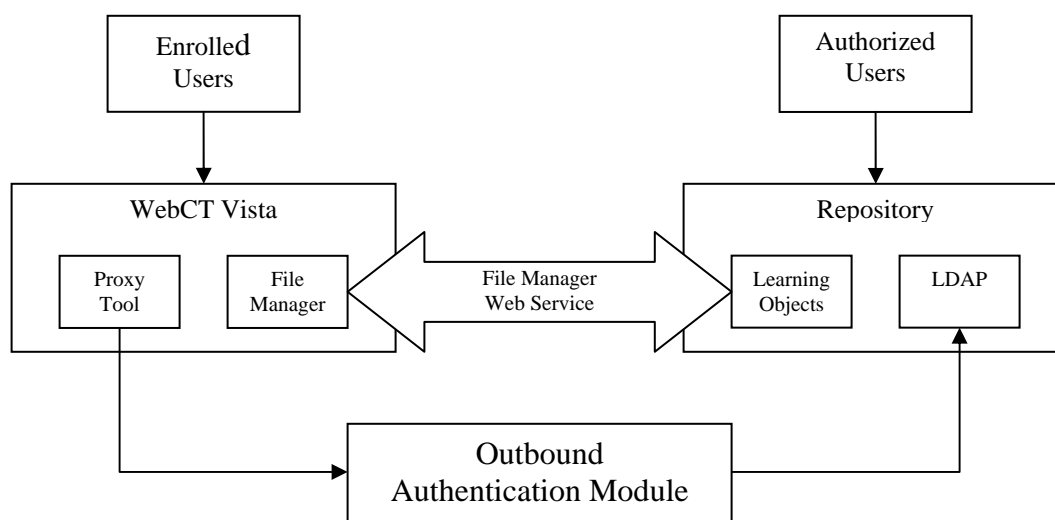 Enrolled
Users
Authorized
Users
WebCT Vista
Repository
Proxy
Tool
File
Manager
File Manager
Web Service
Learning
Objects
LDAP
Outbound
Authentication Module